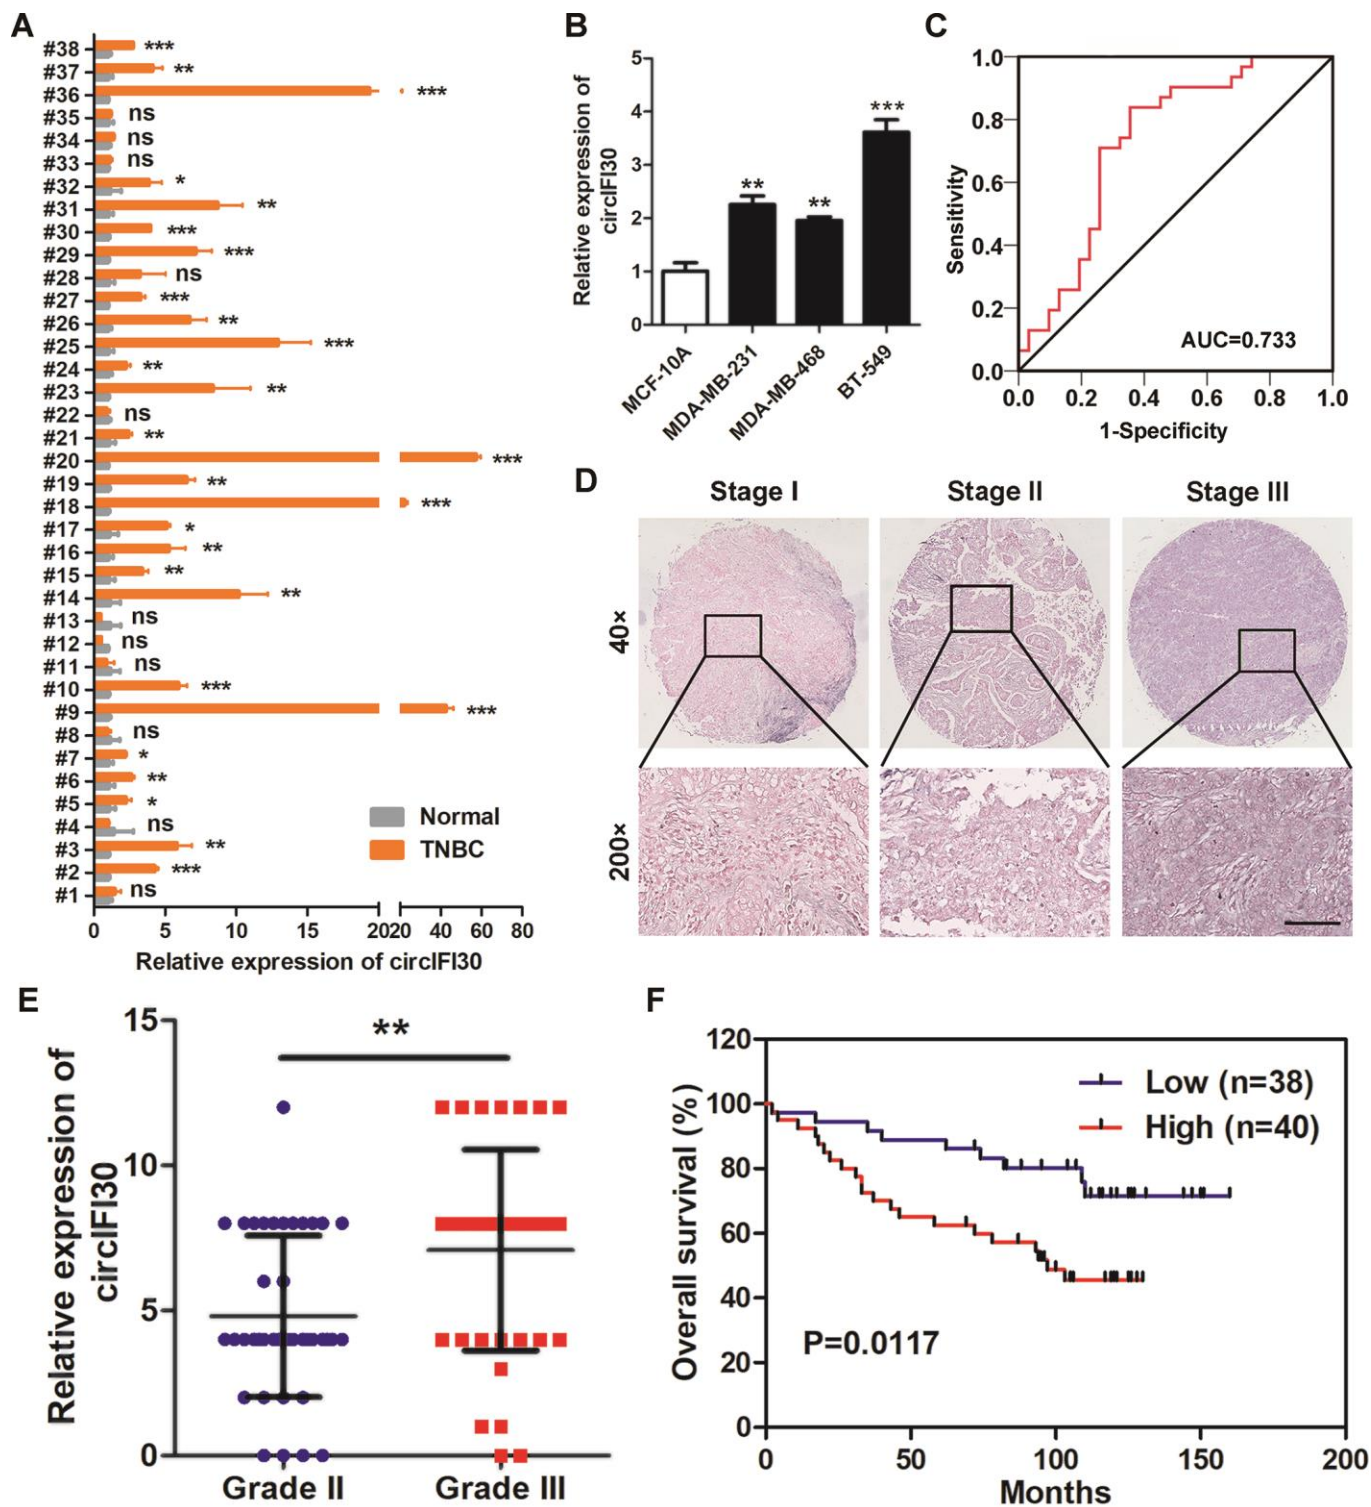 A
#38 ***
#37 **
#36 ***
#35 ns
#34 ns
#33 ns
#32 *
#31 **
#30 ***
#29 ***
#28 ns
#27 ***
#26 **
#25 ***
#24 **
#23 **
#22 ns
#21 **
#20 ***
#19 **
#18 ***
#17 *
#16 **
#15 **
#14 **
#13 ns
#12 ns
#11 ns
#10 ***
#9 ***
#8 ns
#7 *
#6 **
#5 *
#4 ns
#3 **
#2 ***
#1 ns
Normal
TNBC
0 5 10 15 20 20 40 60 80
Relative expression of circIFI30
B
Relative expression of
circIFI30
5
4
3
2
1
0
** ** ***
MCF-10A
MDA-MB-231
MDA-MB-468
BT-549
C
Sensitivity
1.0
0.8
0.6
0.4
0.2
0.0
AUC=0.733
0.0 0.2 0.4 0.6 0.8 1.0
1-Specificity
D
Stage I Stage II Stage III
40×
200×
E
Relative expression of
circIFI30
15
10
5
0
**
Grade II Grade III
F
Overall survival (%)
120
100
80
60
40
20
0
Low (n=38)
High (n=40)
P=0.0117
0 50 100 150 200
Months